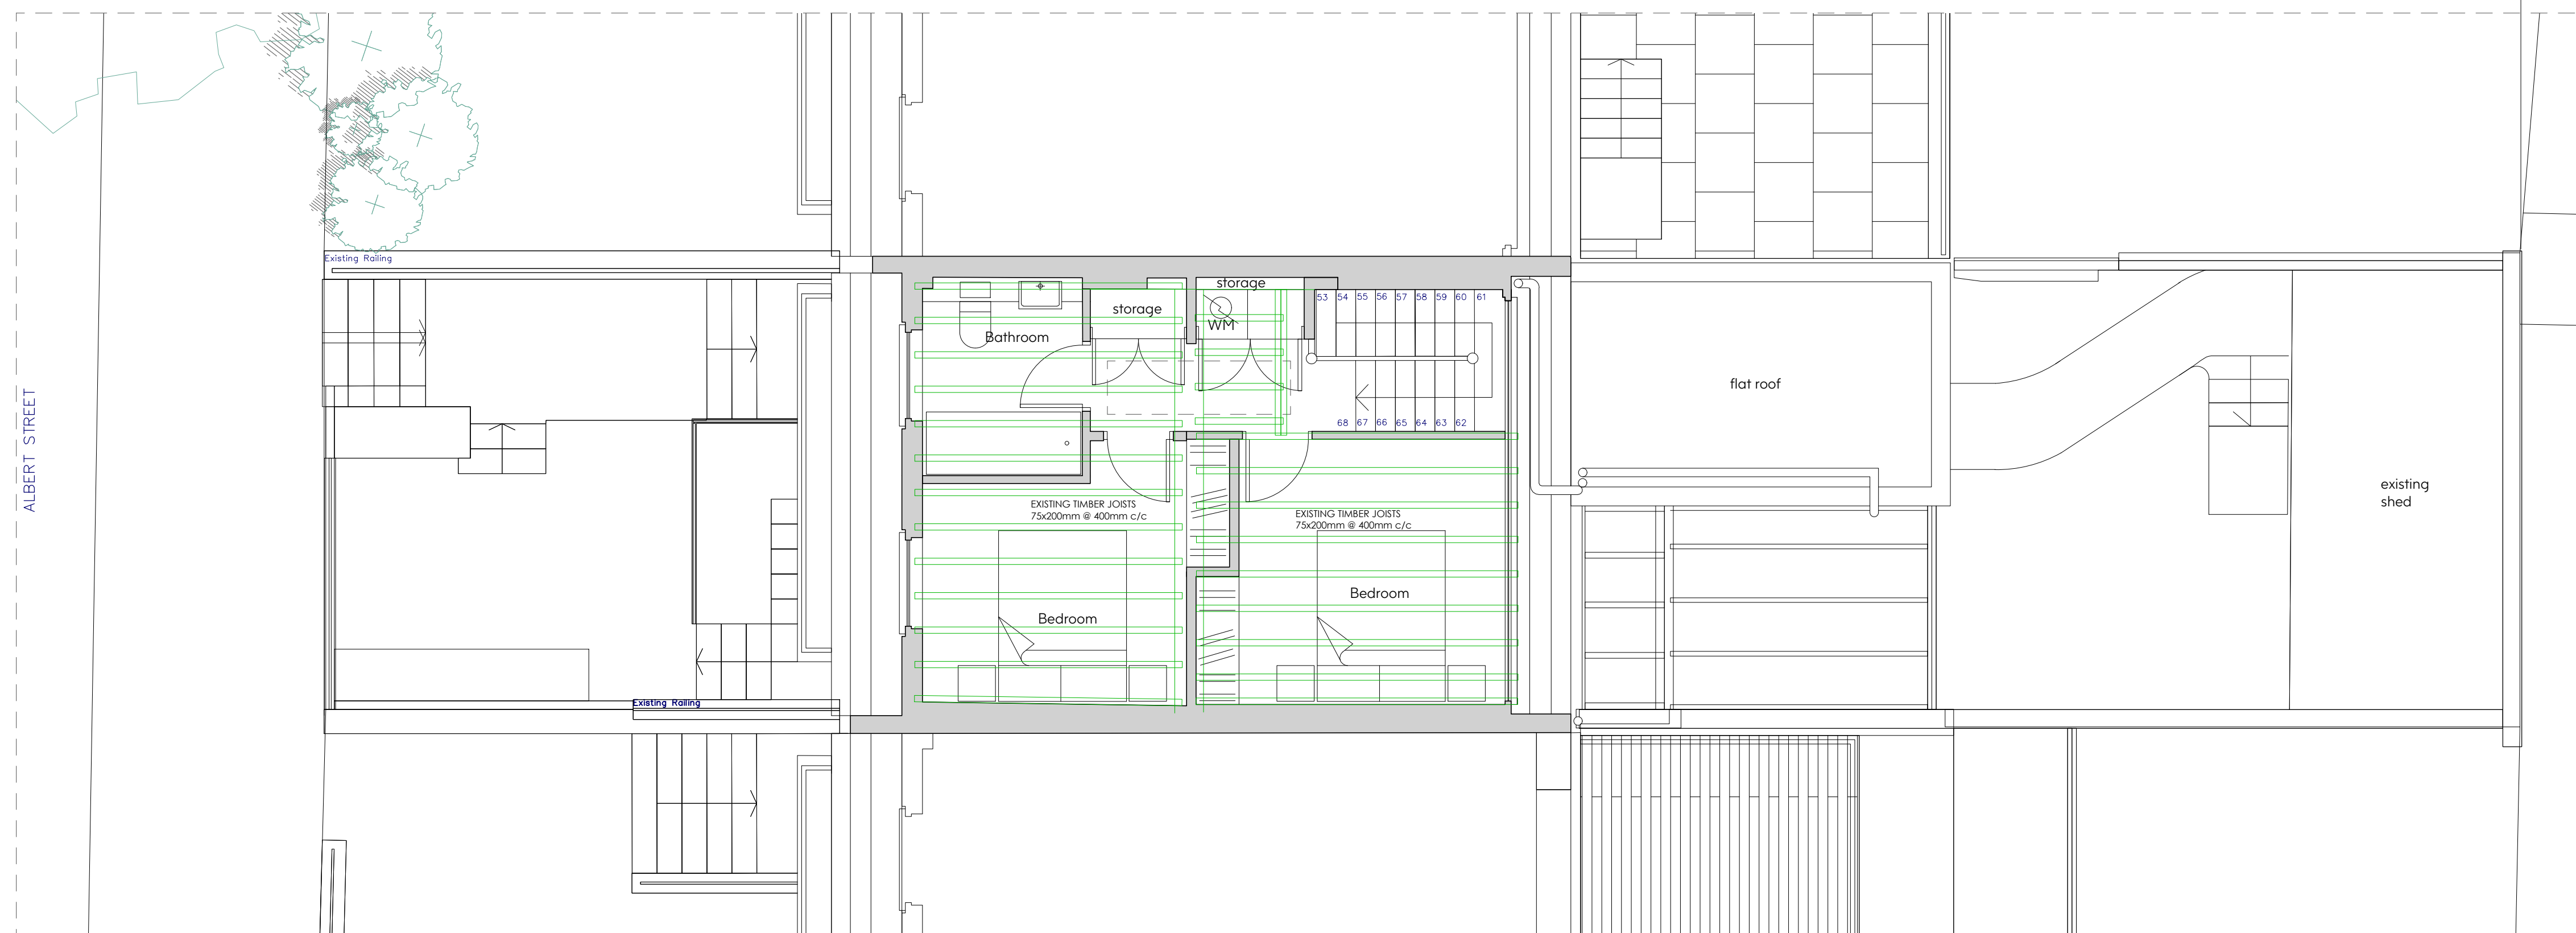 Existing Railing
storage
storage
WM
Bathroom
53 54 55 56 57 58 59 60 61
68 67 66 65 64 63 62
flat roof
ALBERT STREET
existing
shed
EXISTING TIMBER JOISTS
75x200mm @ 400mm c/c
EXISTING TIMBER JOISTS
75x200mm @ 400mm c/c
Bedroom
Bedroom
Existing Railing